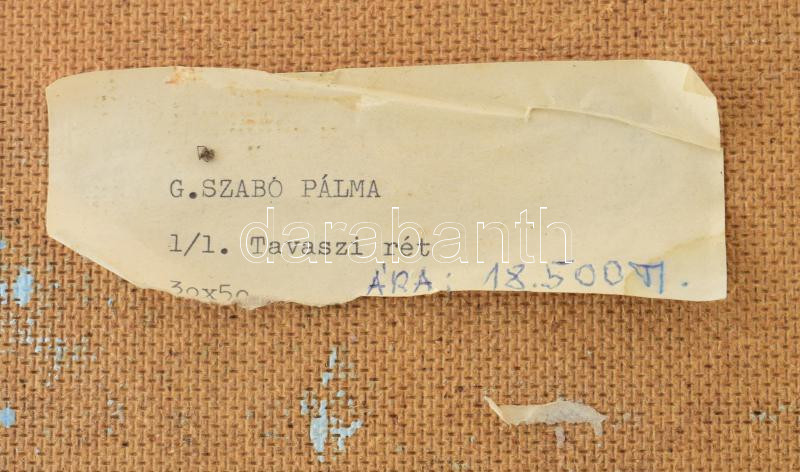 G.SZABÓ PÁLMA
darabanth
1/1. Tavaszi rét
30x50
ÁRA: 18.500 Ft.